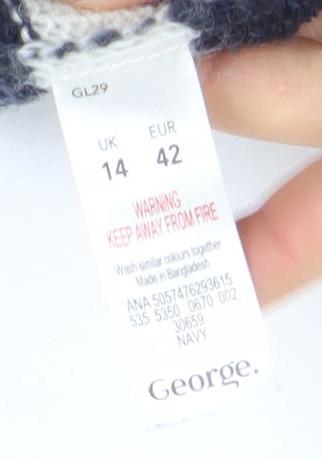 GL29
UK EUR
14 42
WARNING
KEEP AWAY FROM FIRE
Wash similar colours together
Made in Bangladesh
ANA 5057476293615
535 5350 0670 002
30659
NAVY
George.